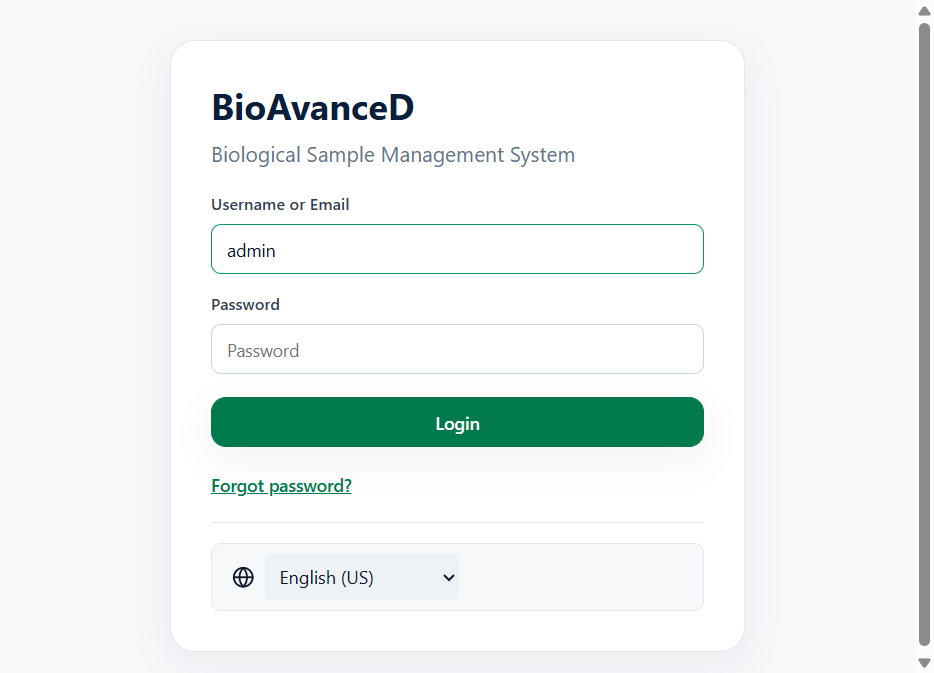 BioAvanceD
Biological Sample Management System
Username or Email
admin
Password
Password
Login
Forgot password?
English (US)